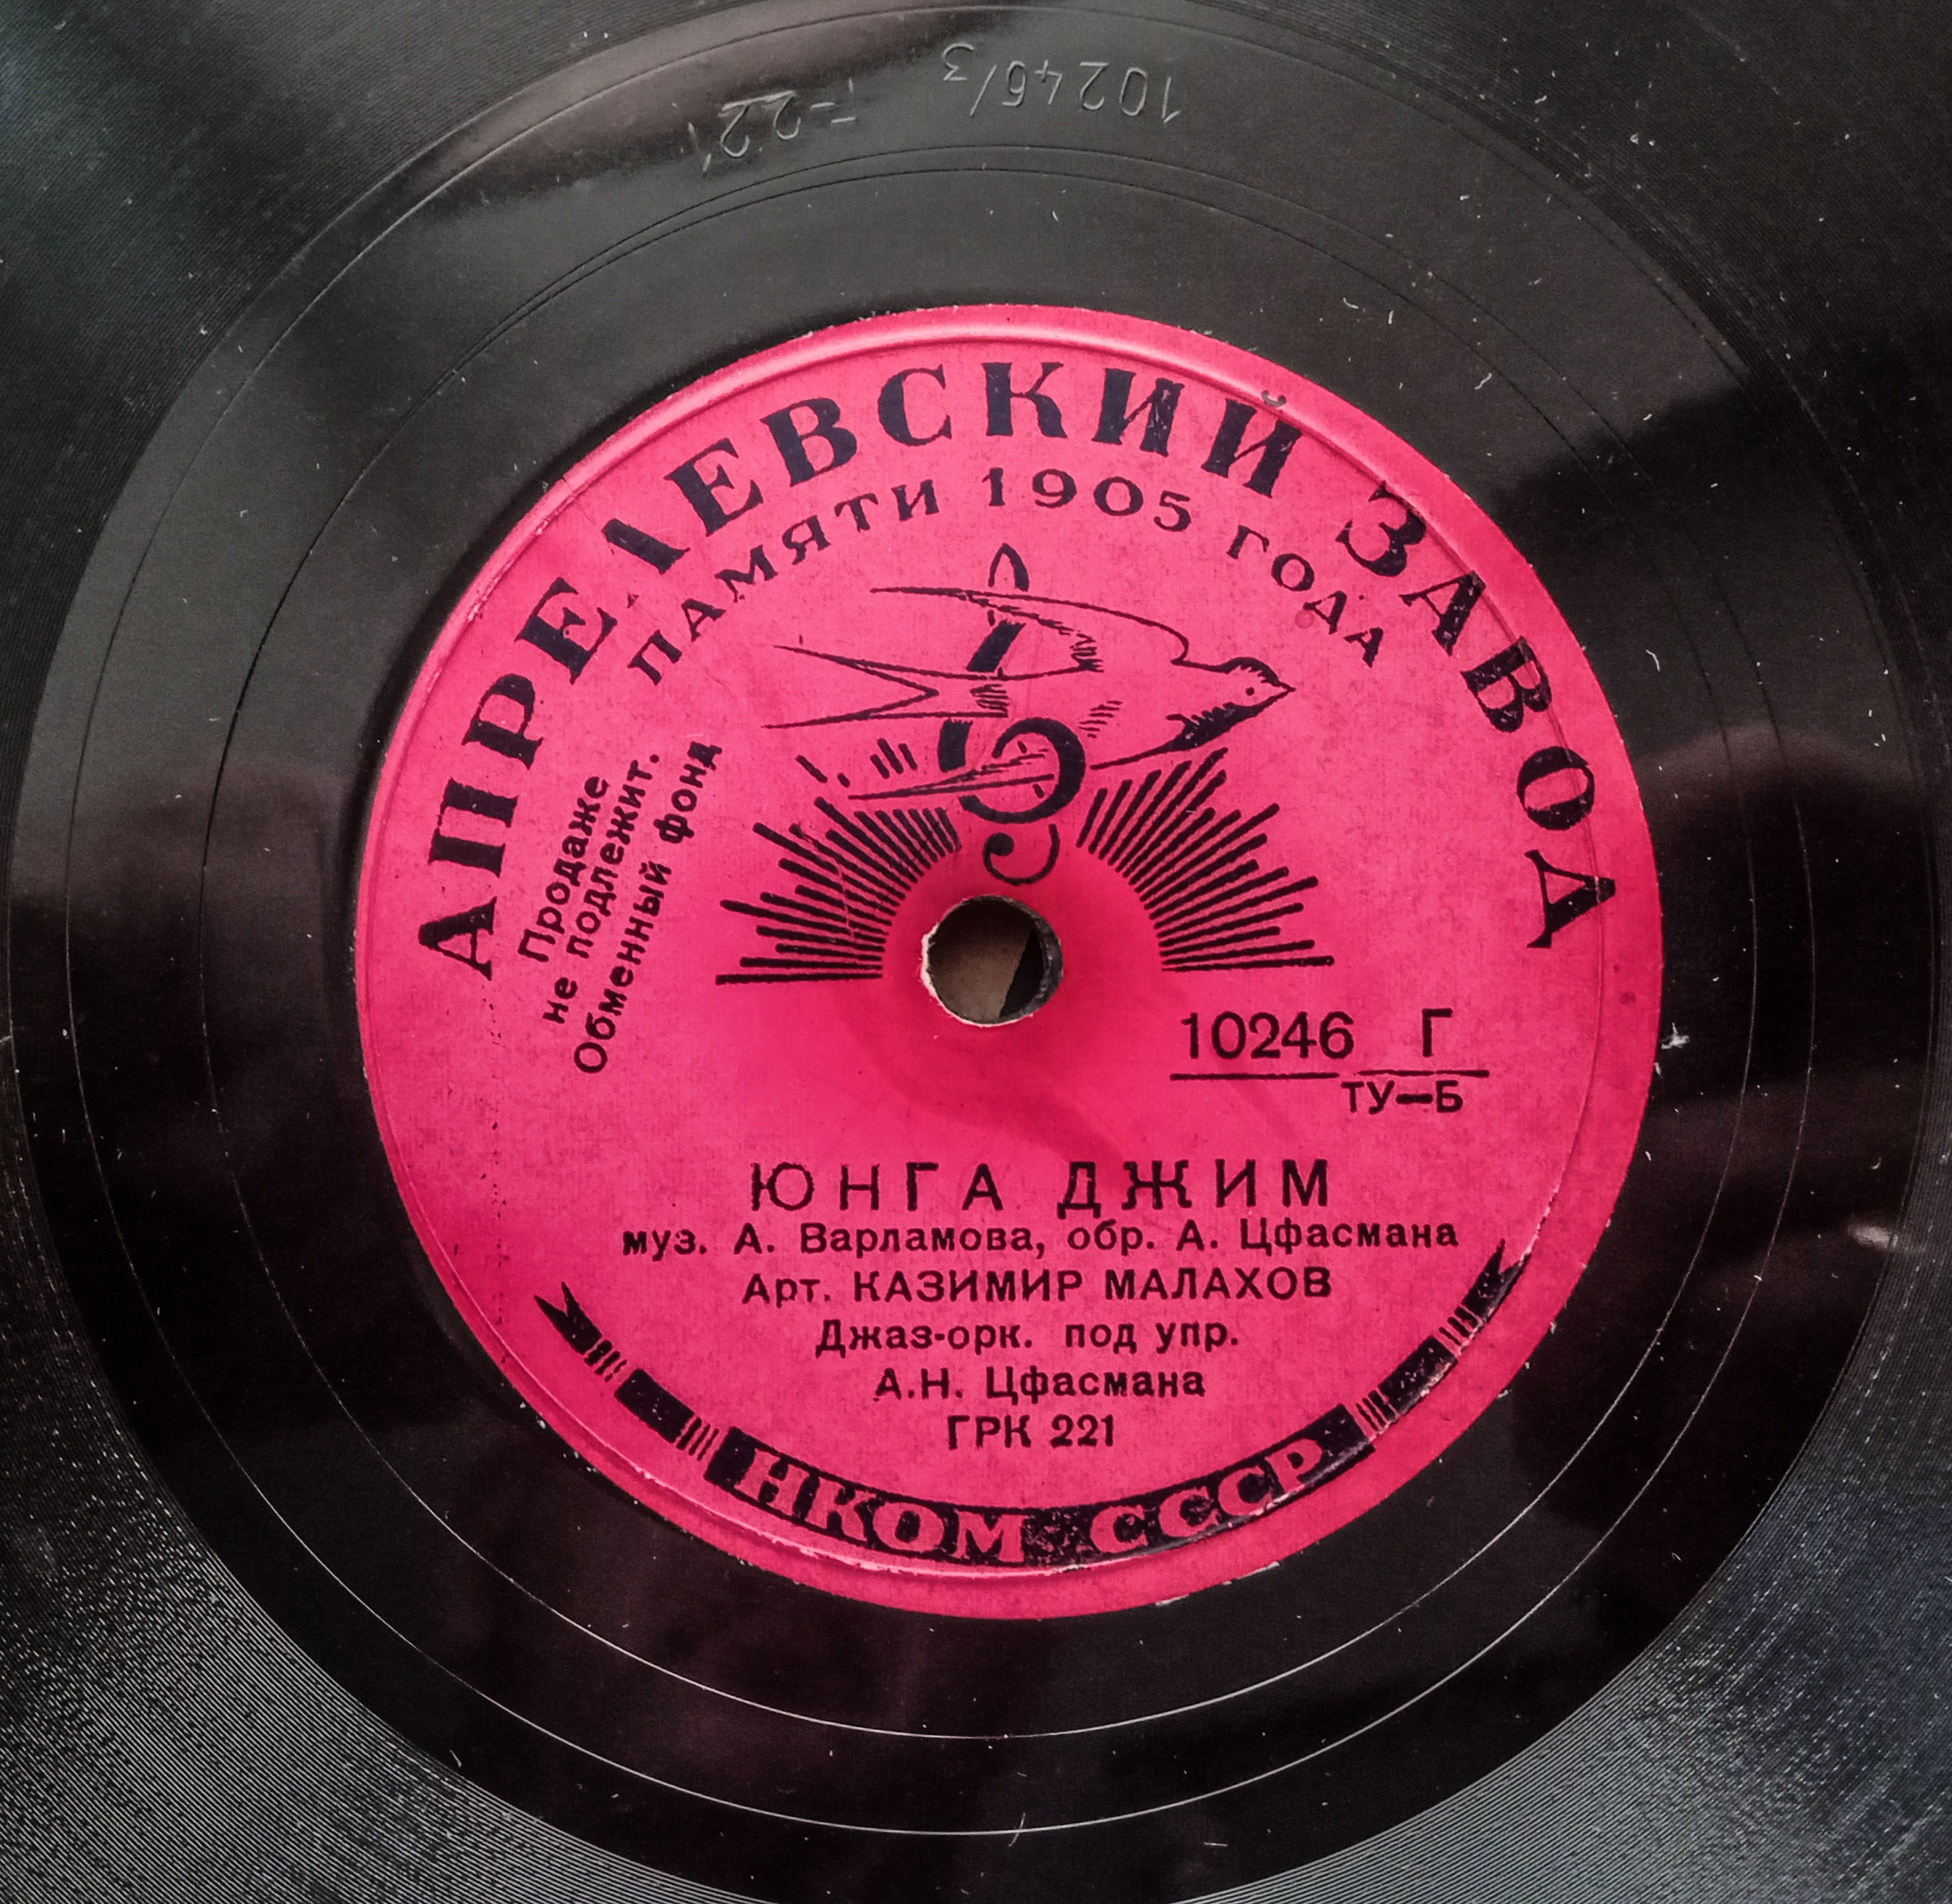 10246/3
-22
АПРЕЛЕВСКИЙ ЗАВОД
ПАМЯТИ 1905 ГОДА
Продаже
не подлежит.
Обменный фонд
10246 Г
ТУ—Б
ЮНГА ДЖИМ
муз. А. Варламова, обр. А. Цфасмана
Арт. КАЗИМИР МАЛАХОВ
Джаз-орк. под упр.
А.Н. Цфасмана
ГРК 221
НКОМ СССР